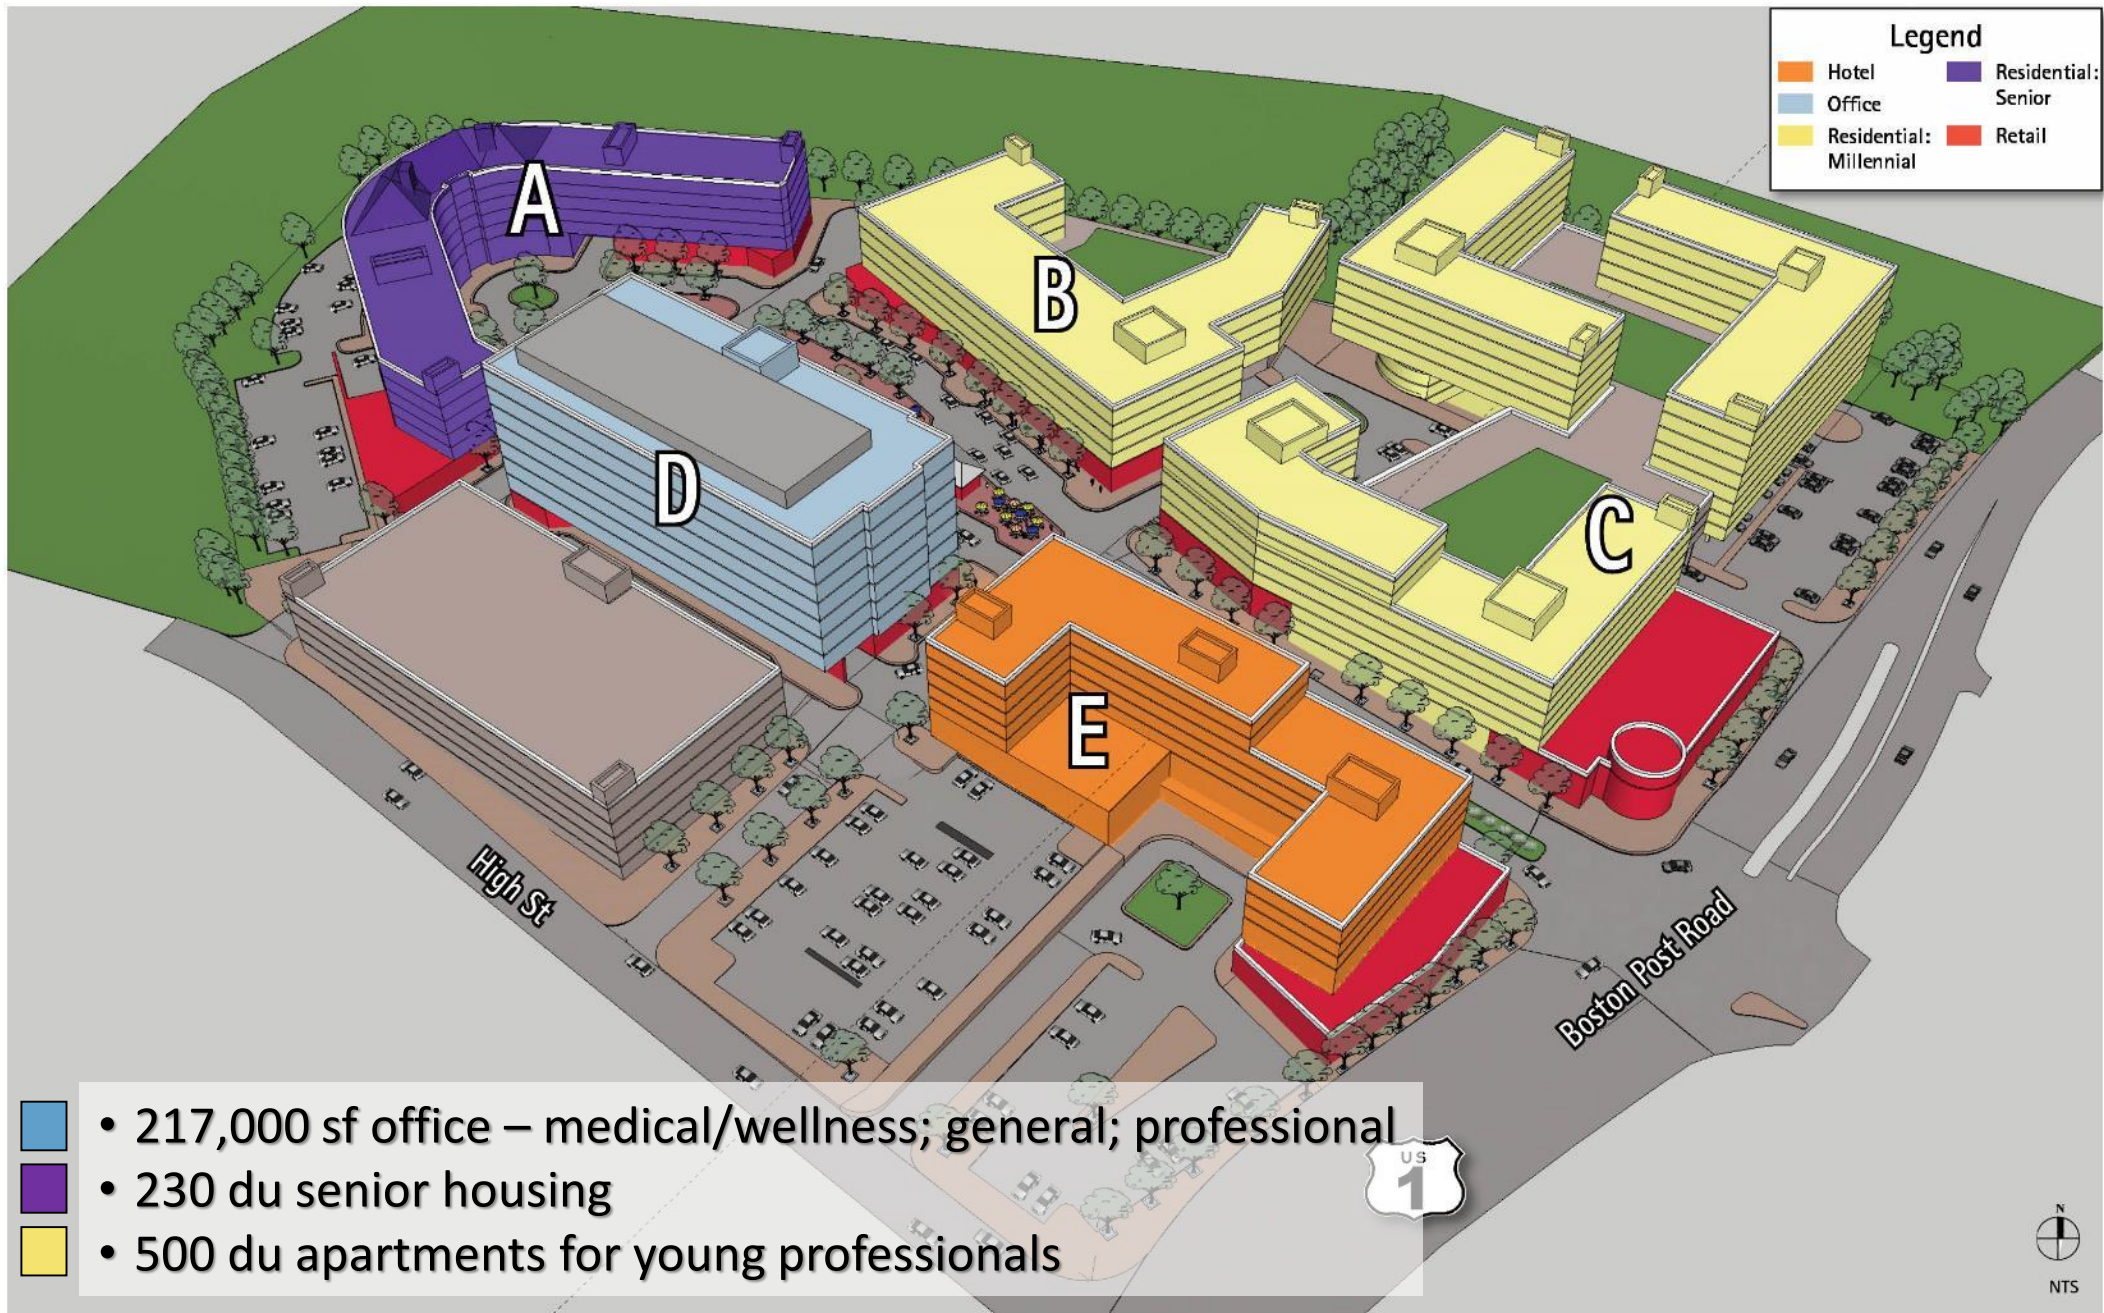 Legend
Hotel
Office
Residential:
Millennial
Residential:
Senior
Retail
A
B
C
D
E
High St
Boston Post Road
• 217,000 sf office – medical/wellness; general; professional
• 230 du senior housing
• 500 du apartments for young professionals
US
1
N
NTS